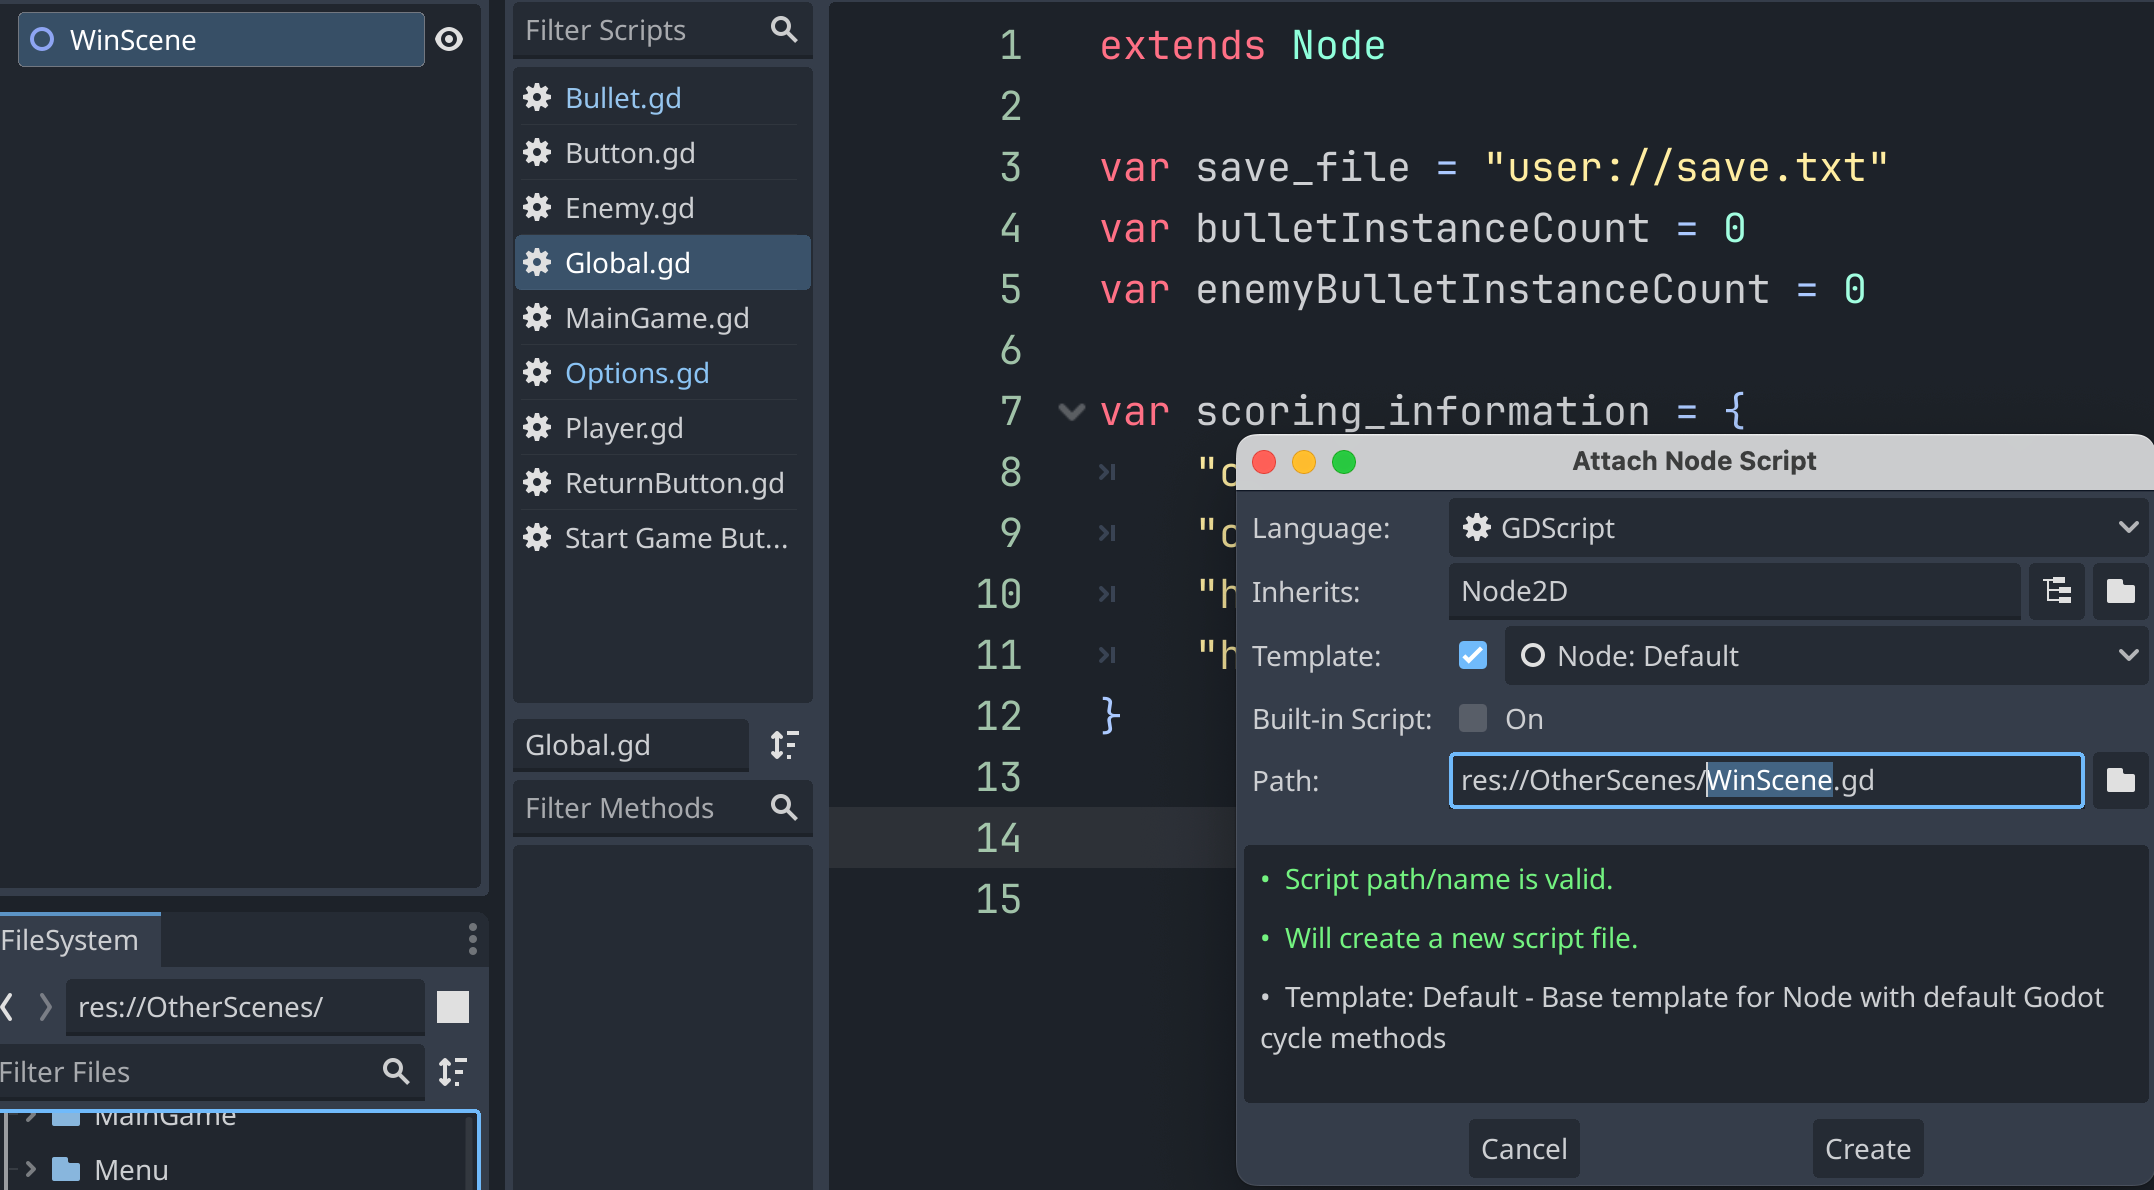 WinScene
FileSystem
res://OtherScenes/
Filter Files
MainGame
Menu
Filter Scripts
Bullet.gd
Button.gd
Enemy.gd
Global.gd
MainGame.gd
Options.gd
Player.gd
ReturnButton.gd
Start Game But...
Global.gd
Filter Methods
1 extends Node
2
3 var save_file = "user://save.txt"
4 var bulletInstanceCount = 0
5 var enemyBulletInstanceCount = 0
6
7 var scoring_information = {
8
9
10 "h
11 "h
12 }
13
14
15
Attach Node Script
Language: GDScript
Inherits: Node2D
Template: Node: Default
Built-in Script: On
Path: res://OtherScenes/WinScene.gd
• Script path/name is valid.
• Will create a new script file.
• Template: Default - Base template for Node with default Godot
cycle methods
Cancel Create